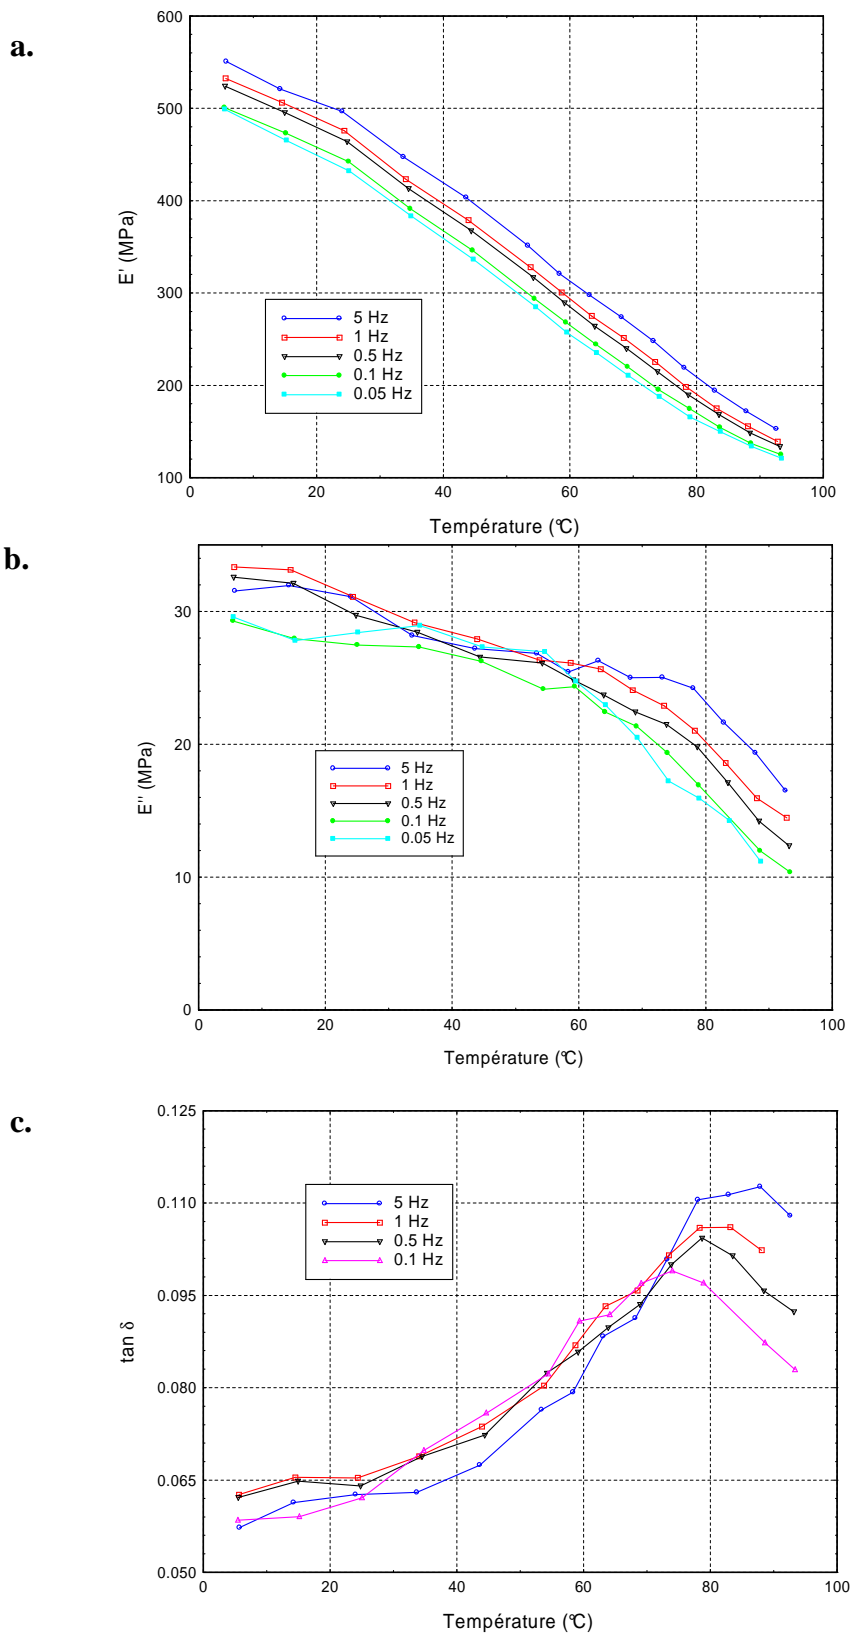 a.
600
500
400
300
200
100
E' (MPa)
5 Hz
1 Hz
0.5 Hz
0.1 Hz
0.05 Hz
0 20 40 60 80 100
Température (°C)
b.
30
20
10
0
E'' (MPa)
5 Hz
1 Hz
0.5 Hz
0.1 Hz
0.05 Hz
0 20 40 60 80 100
Température (°C)
c.
0.125
0.110
0.095
0.080
0.065
0.050
tan δ
5 Hz
1 Hz
0.5 Hz
0.1 Hz
0 20 40 60 80 100
Température (°C)